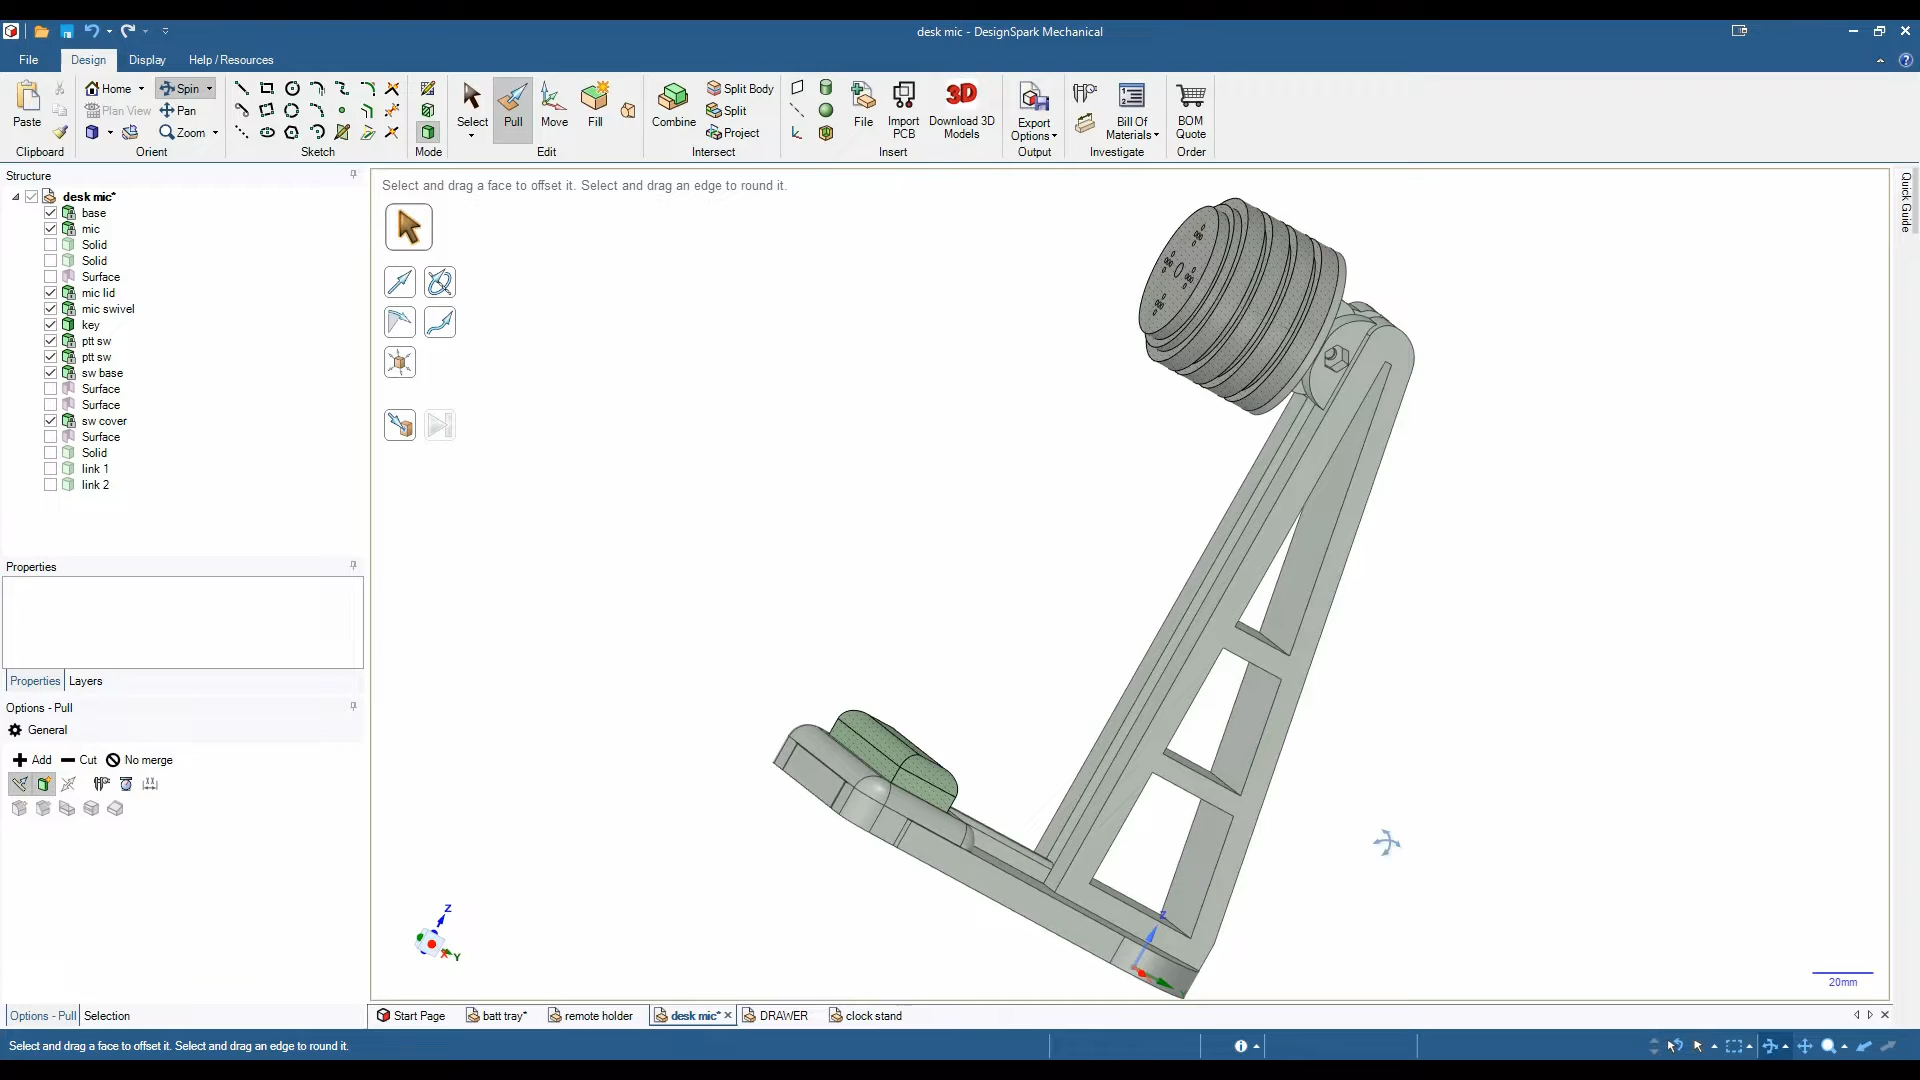 desk mic - DesignSpark Mechanical
File
Design
Display
Help / Resources
Paste
Clipboard
Home
Spin
Plan View
Pan
Zoom
Orient
Sketch
Mode
Select
Pull
Move
Fill
Edit
Combine
Split Body
Split
Project
Intersect
File
Import PCB
Download 3D Models
Insert
Export Options
Output
Bill Of Materials
Investigate
BOM Quote
Order
Structure
desk mic*
base
mic
Solid
Solid
Surface
mic lid
mic swivel
key
ptt sw
ptt sw
sw base
Surface
Surface
sw cover
Surface
Solid
link 1
link 2
Properties
Properties
Layers
Options - Pull
General
Add
Cut
No merge
Options - Pull
Selection
Select and drag a face to offset it. Select and drag an edge to round it.
Quick Guide
Z
Y
X
Z
20mm
Start Page
batt tray*
remote holder
desk mic*
DRAWER
clock stand
Select and drag a face to offset it. Select and drag an edge to round it.